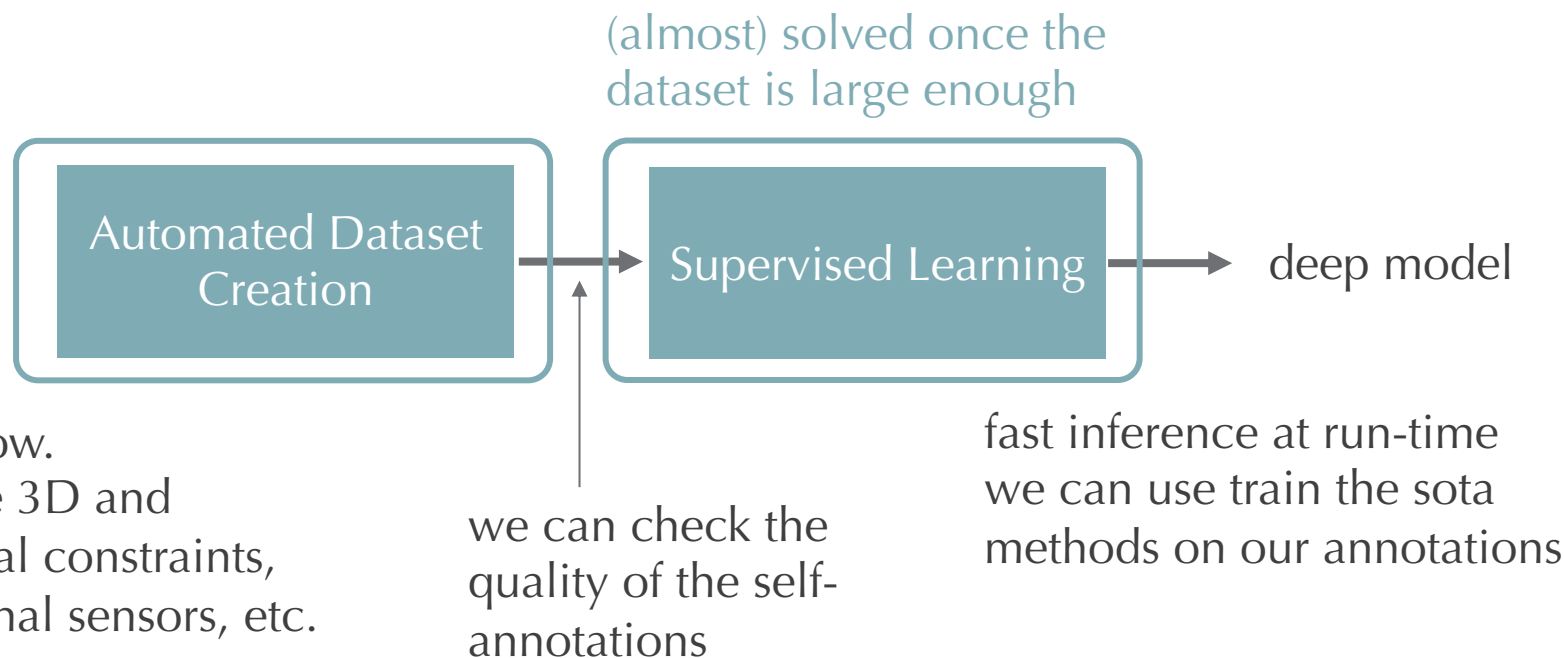 (almost) solved once the
dataset is large enough
Automated Dataset
Creation
Supervised Learning
deep model
3D and
constraints,
sensors, etc.
we can check the
quality of the self-
annotations
fast inference at run-time
we can use train the sota
methods on our annotations